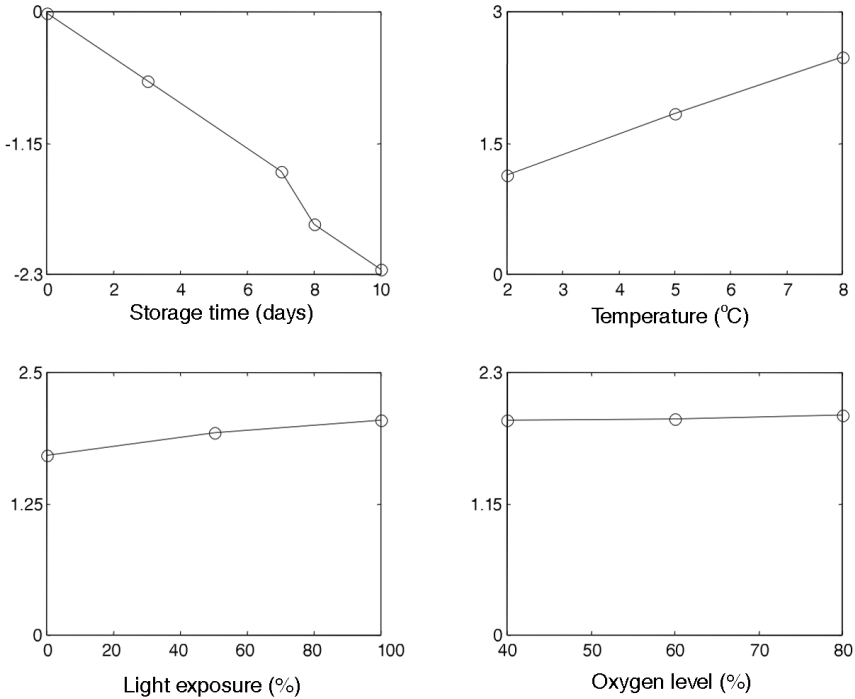 0
-1.15
-2.3
0 2 4 6 8 10
Storage time (days)
3
1.5
0
2 3 4 5 6 7 8
Temperature (°C)
2.5
1.25
0
0 20 40 60 80 100
Light exposure (%)
2.3
1.15
0
40 50 60 70 80
Oxygen level (%)